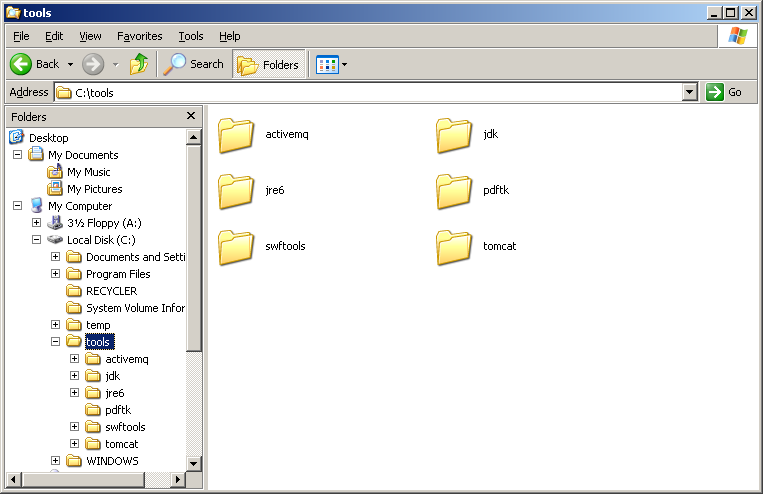 tools
File Edit View Favorites Tools Help
Back Search Folders
Address C:\tools Go
Folders
Desktop
My Documents
My Music
My Pictures
My Computer
3½ Floppy (A:)
Local Disk (C:)
Documents and Setti
Program Files
RECYCLER
System Volume Infor
temp
tools
activemq
jdk
jre6
pdftk
swftools
tomcat
WINDOWS
activemq jdk
jre6 pdftk
swftools tomcat